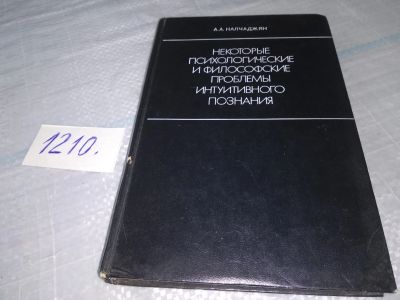 А.А. НАЛЧАДЖЯН
НЕКОТОРЫЕ
ПСИХОЛОГИЧЕСКИЕ
И ФИЛОСОФСКИЕ
ПРОБЛЕМЫ
ИНТУИТИВНОГО
ПОЗНАНИЯ
1210.